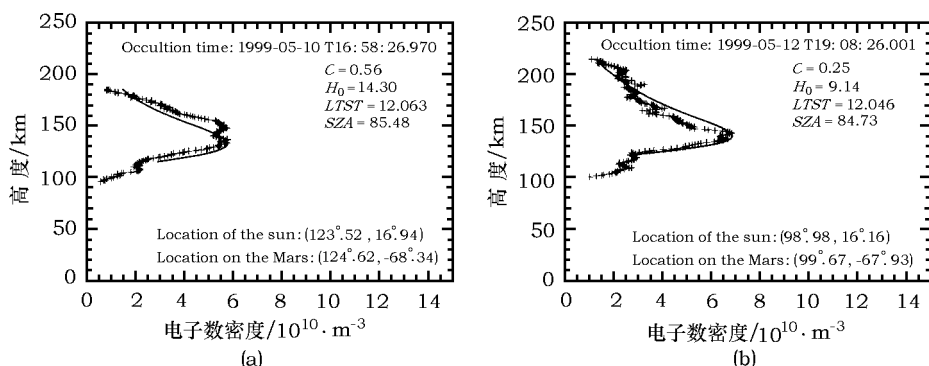 250
200
150
100
50
0
高度/km
Occultion time: 1999-05-10 T16: 58: 26.970
C = 0.56
H0 = 14.30
LTST = 12.063
SZA = 85.48
Location of the sun: (123°.52 , 16°.94)
Location on the Mars: (124°.62, -68°.34)
0 2 4 6 8 10 12 14
电子数密度/10^10 · m^-3
(a)
250
200
150
100
50
0
高度/km
Occultion time: 1999-05-12 T19: 08: 26.001
C = 0.25
H0 = 9.14
LTST = 12.046
SZA = 84.73
Location of the sun: (98°.98 , 16°.16)
Location on the Mars: (99°.67, -67°.93)
0 2 4 6 8 10 12 14
电子数密度/10^10 · m^-3
(b)